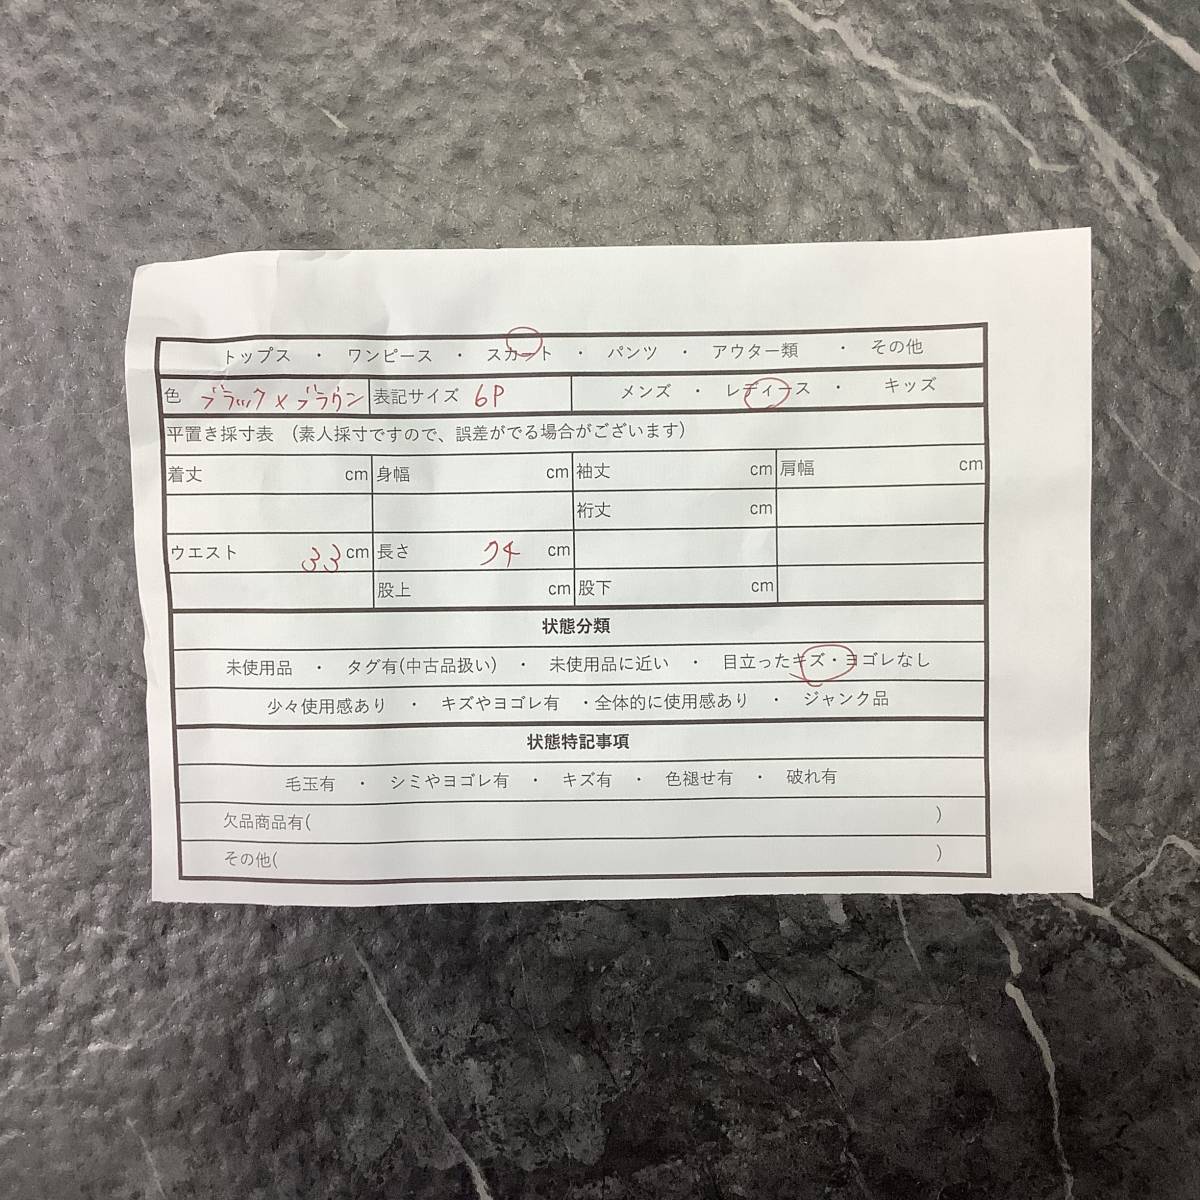 トップス ・ ワンピース ・ スカート ・ パンツ ・ アウター類 ・ その他
色 ブラック×ブラウン 表記サイズ 6P メンズ ・ レディース ・ キッズ
平置き採寸表 (素人採寸ですので、誤差がでる場合がございます)
着丈 cm 身幅 cm 袖丈 cm 肩幅 cm
裄丈 cm
ウエスト 33 cm 長さ 74 cm
股上 cm 股下 cm
状態分類
未使用品 ・ タグ有(中古品扱い) ・ 未使用品に近い ・ 目立ったキズ・ヨゴレなし
少々使用感あり ・ キズやヨゴレ有 ・全体的に使用感あり ・ ジャンク品
状態特記事項
毛玉有 ・ シミやヨゴレ有 ・ キズ有 ・ 色褪せ有 ・ 破れ有
欠品商品有( )
その他( )